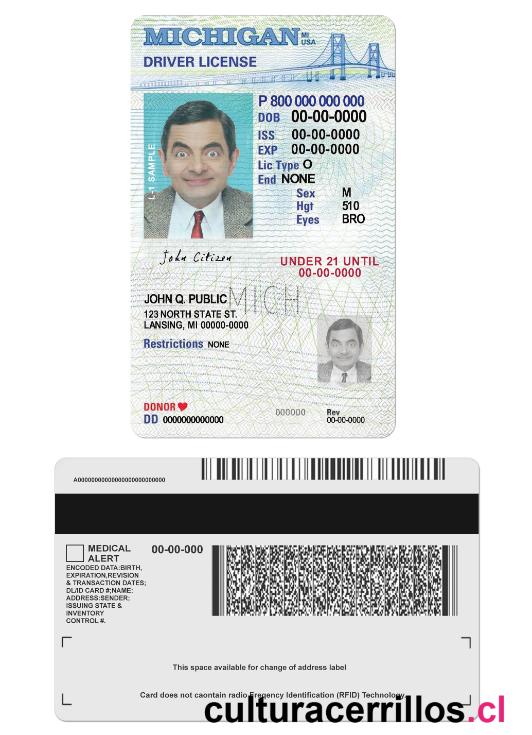 MICHIGAN MI USA
DRIVER LICENSE
P 800 000 000 000
DOB 00-00-0000
ISS 00-00-0000
EXP 00-00-0000
Lic Type O
End NONE
Sex M
Hgt 510
Eyes BRO
L-1 SAMPLE
John Citizen
UNDER 21 UNTIL
00-00-0000
JOHN Q. PUBLIC MICH
123 NORTH STATE ST.
LANSING, MI 00000-0000
Restrictions NONE
DONOR
DD 0000000000000
000000
Rev
00-00-0000
A0000000000000000000000000
MEDICAL
ALERT
00-00-000
ENCODED DATA:BIRTH,
EXPIRATION,REVISION
& TRANSACTION DATES;
DL/ID CARD #;NAME:
ADDRESS:SENDER;
ISSUING STATE &
INVENTORY
CONTROL #.
This space available for change of address label
Card does not caontain radio Fregency Identification (RFID) Technology
culturacerrillos.cl